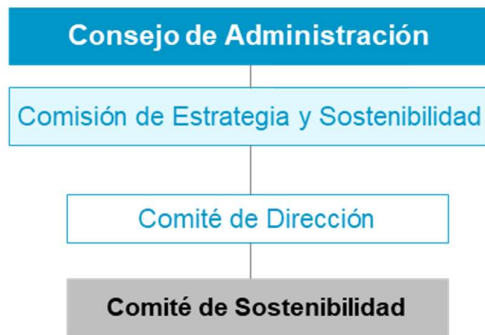 Consejo de Administración
Comisión de Estrategia y Sostenibilidad
Comité de Dirección
Comité de Sostenibilidad